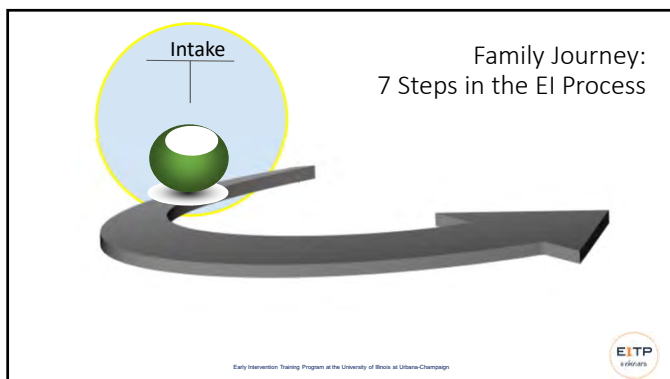 Intake
Family Journey:
7 Steps in the EI Process
Early Intervention Training Program at the University of Illinois at Urbana-Champaign
EITP